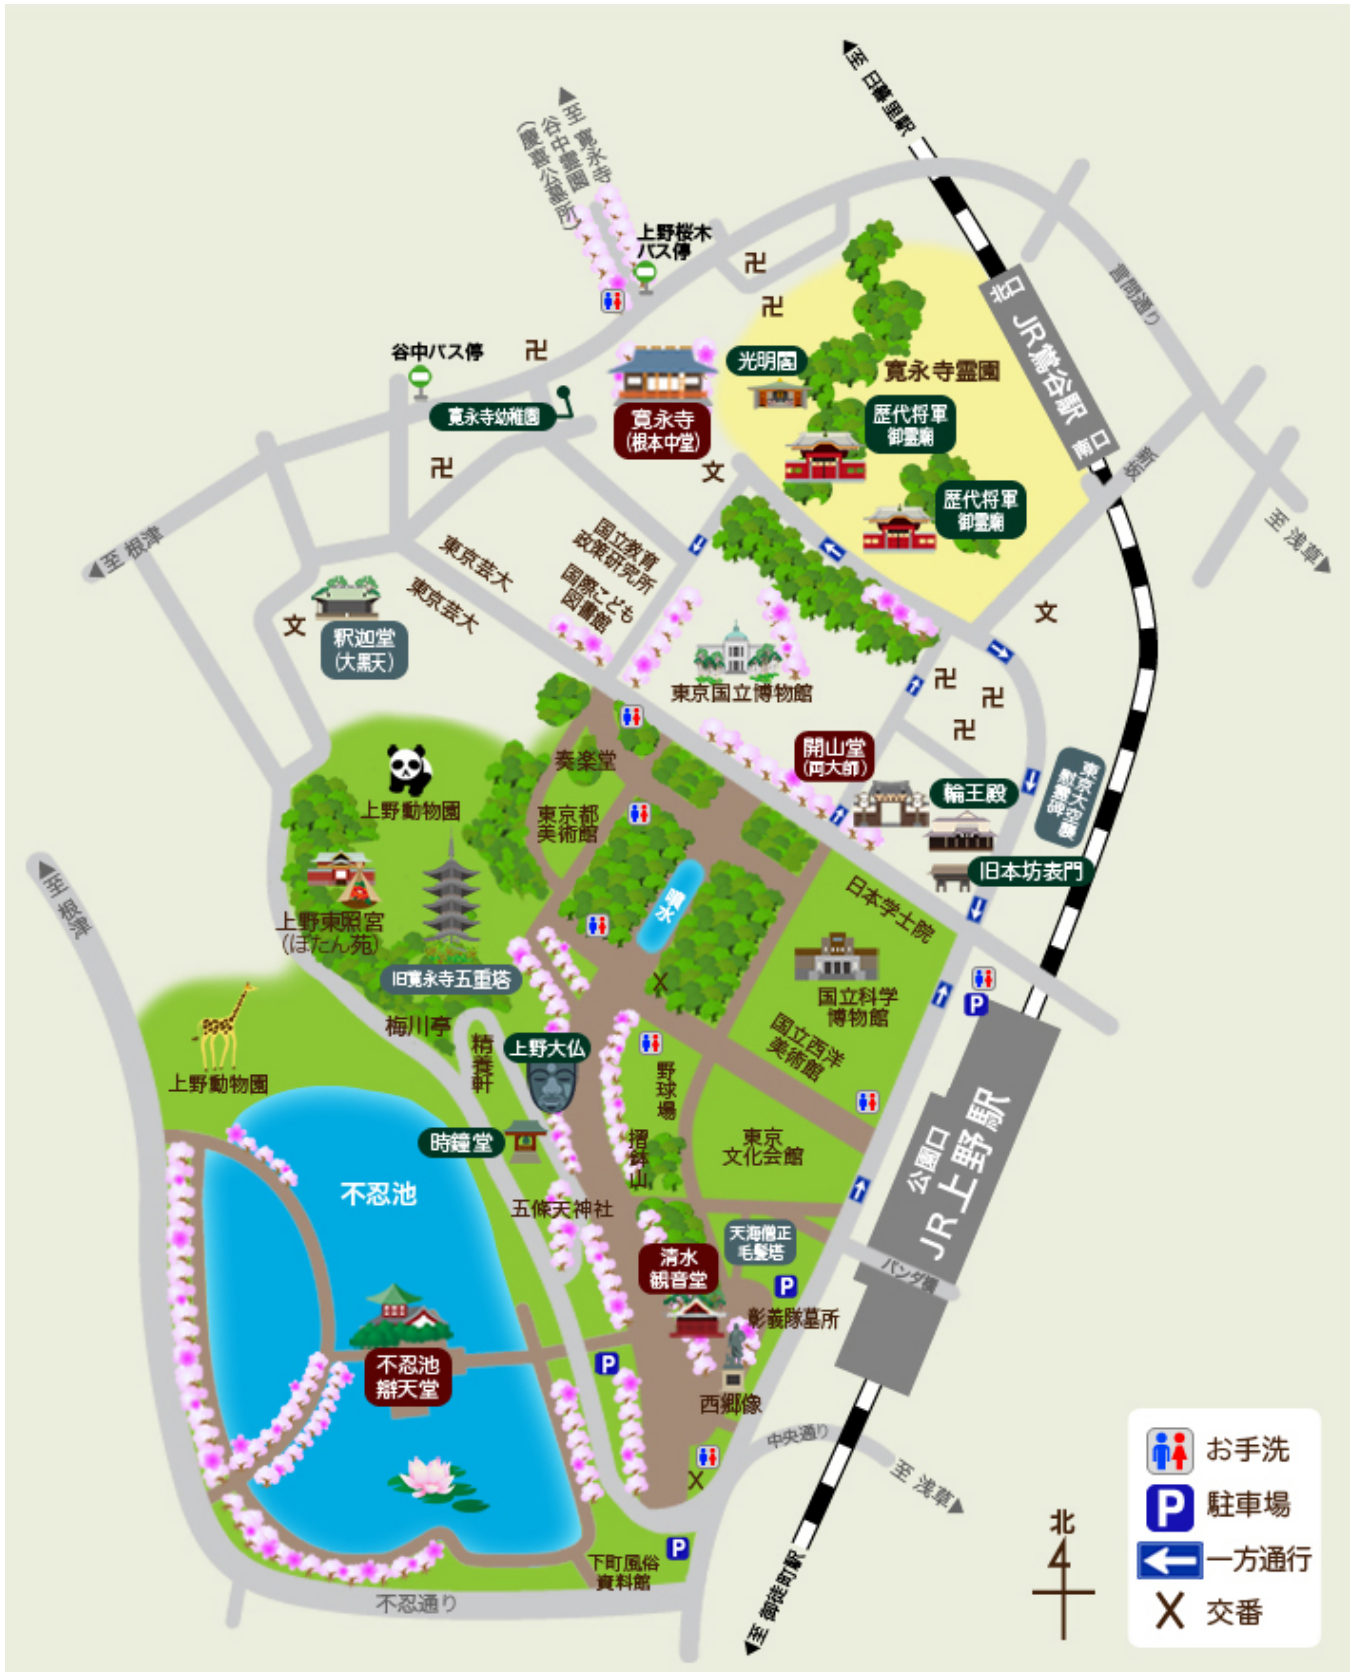 至 日暮里駅
至 寛永寺
谷中霊園
(慶喜公墓所)
上野桜木
バス停
卍
卍
言問通り
北口
JR鶯谷駅
南口
谷中バス停
卍
光明閣
寛永寺霊園
寛永寺幼稚園
寛永寺
(根本中堂)
歴代将軍
御霊廟
新坂
卍
文
歴代将軍
御霊廟
至 浅草
至 根津
東京芸大
国立教育
政策研究所
国際こども
図書館
東京芸大
文
文
釈迦堂
(大黒天)
東京国立博物館
卍
卍
卍
開山堂
(両大師)
奏楽堂
上野動物園
東京都
美術館
輪王殿
東京大空襲
慰霊碑
旧本坊表門
噴水
日本学士院
至 根津
上野東照宮
(ぼたん苑)
旧寛永寺五重塔
国立科学
博物館
梅川亭
精養軒
上野大仏
国立西洋
美術館
野球場
上野動物園
時鐘堂
摺鉢山
東京
文化会館
公園口
JR上野駅
不忍池
五條天神社
天海僧正
毛髪塔
清水
観音堂
パンダ橋
彰義隊墓所
不忍池
辯天堂
P
P
P
P
西郷像
中央通り
至 浅草
下町風俗
資料館
不忍通り
至 御徒町駅
北
お手洗
P 駐車場
一方通行
X 交番